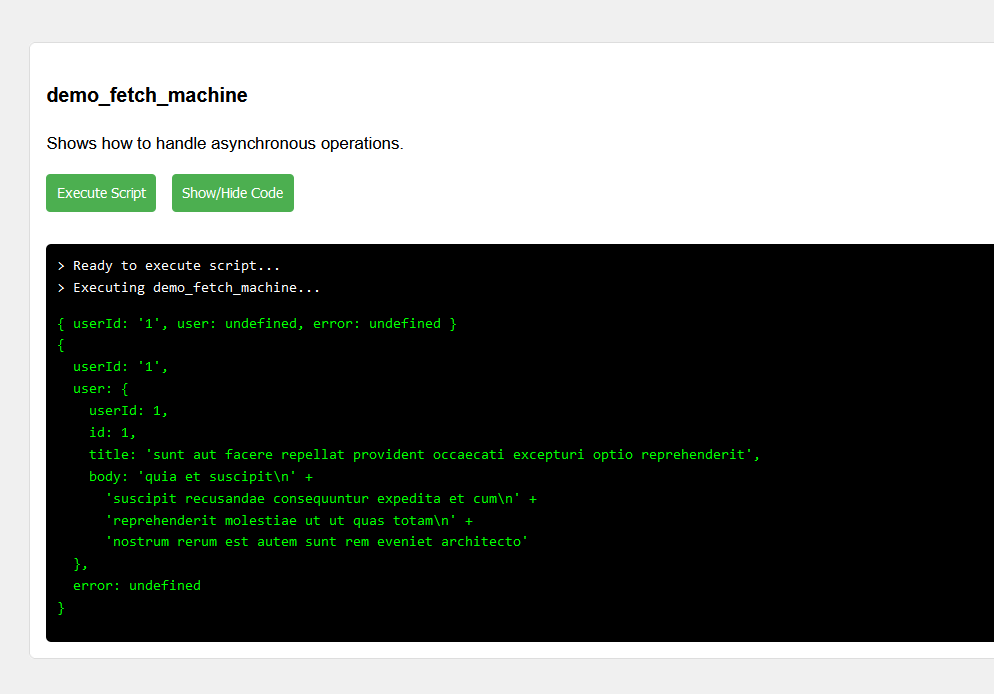 demo_fetch_machine
Shows how to handle asynchronous operations.
Execute Script Show/Hide Code
> Ready to execute script...
> Executing demo_fetch_machine...
{ userId: '1', user: undefined, error: undefined }
{
  userId: '1',
  user: {
    userId: 1,
    id: 1,
    title: 'sunt aut facere repellat provident occaecati excepturi optio reprehenderit',
    body: 'quia et suscipit\n' +
      'suscipit recusandae consequuntur expedita et cum\n' +
      'reprehenderit molestiae ut ut quas totam\n' +
      'nostrum rerum est autem sunt rem eveniet architecto'
  },
  error: undefined
}